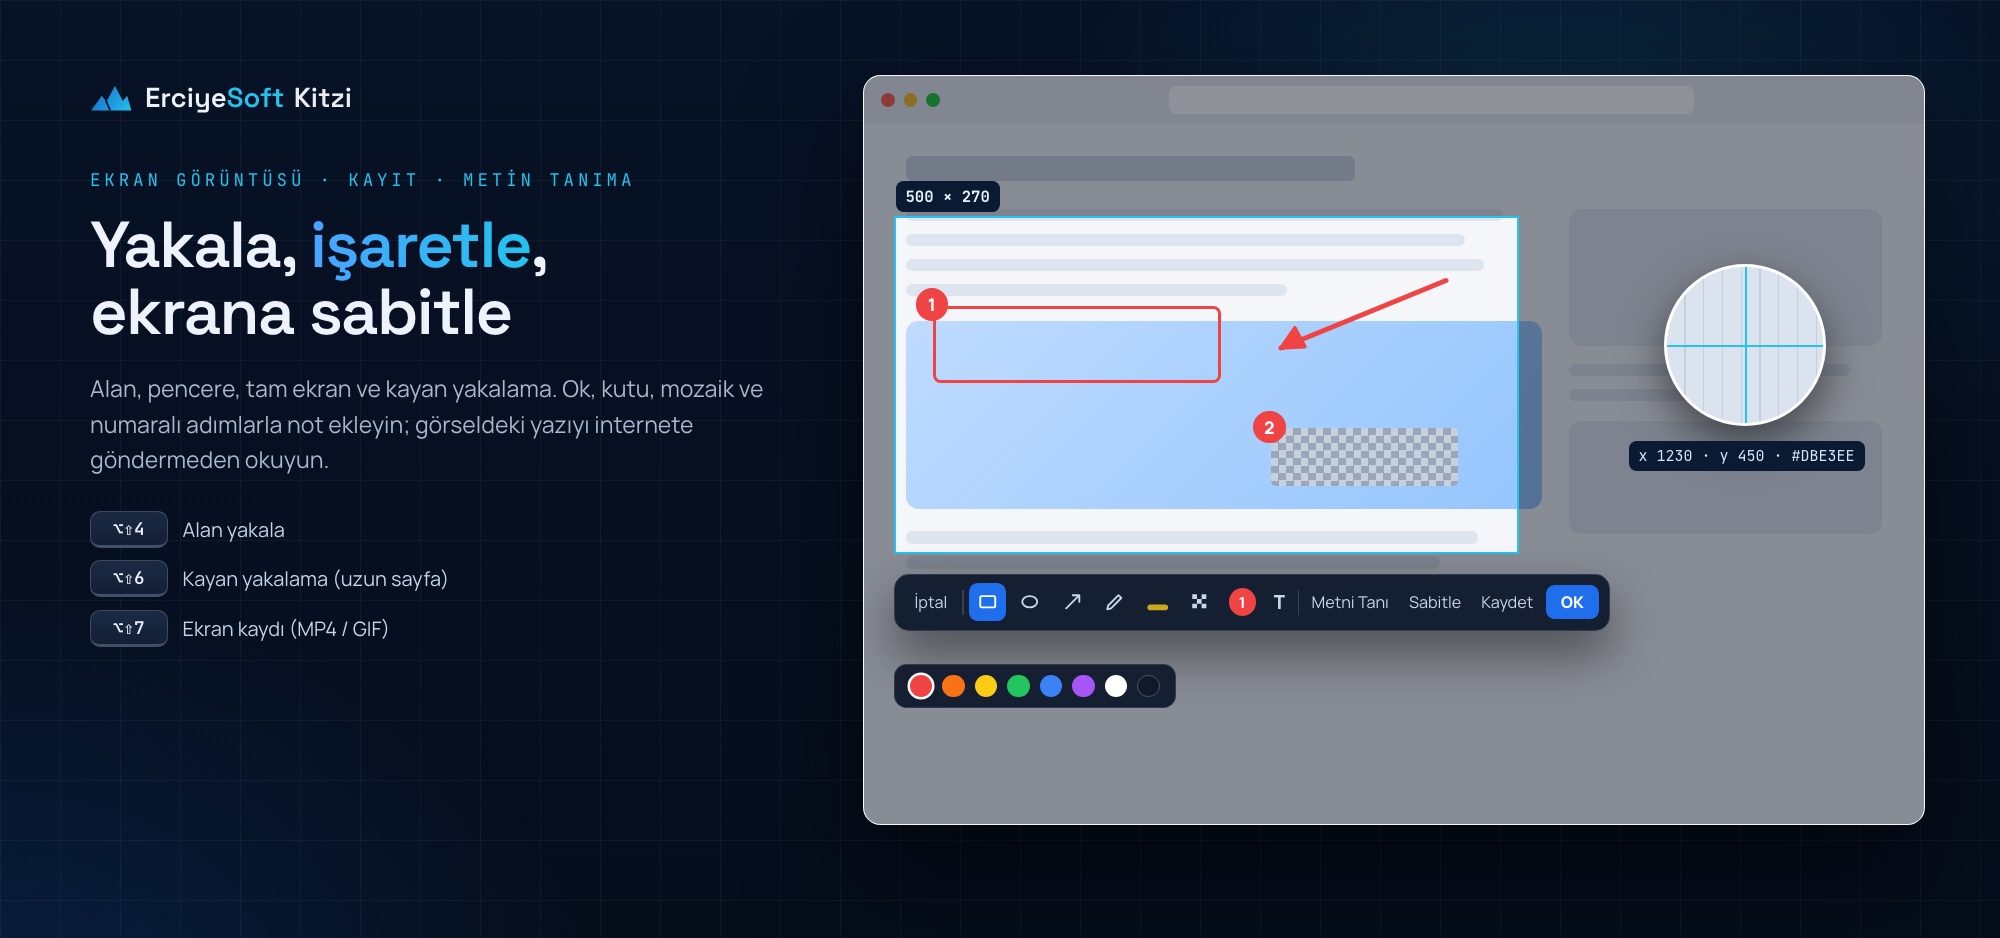 ErciyeSoft Kitzi
EKRAN GÖRÜNTÜSÜ · KAYIT · METİN TANIMA
Yakala, işaretle,
ekrana sabitle
Alan, pencere, tam ekran ve kayan yakalama. Ok, kutu, mozaik ve
numaralı adımlarla not ekleyin; görseldeki yazıyı internete
göndermeden okuyun.
⌥⇧4 Alan yakala
⌥⇧6 Kayan yakalama (uzun sayfa)
⌥⇧7 Ekran kaydı (MP4 / GIF)
500 × 270
1
2
x 1230 · y 450 · #DBE3EE
İptal 1 T Metni Tanı Sabitle Kaydet OK